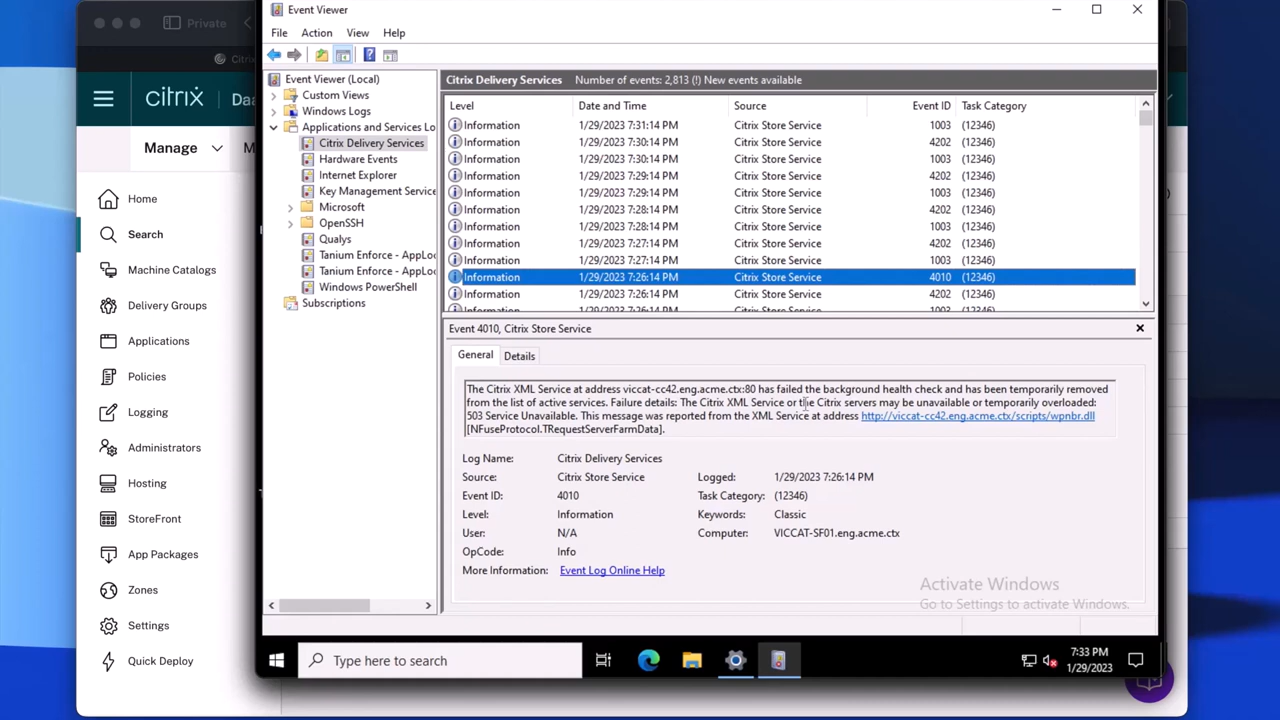 Private
Citrix
citrix
Daa
Manage
M
Home
Search
Machine Catalogs
Delivery Groups
Applications
Policies
Logging
Administrators
Hosting
StoreFront
App Packages
Zones
Settings
Quick Deploy
Event Viewer
File Action View Help
Event Viewer (Local)
Custom Views
Windows Logs
Applications and Services Lo
Citrix Delivery Services
Hardware Events
Internet Explorer
Key Management Service
Microsoft
OpenSSH
Qualys
Tanium Enforce - AppLoc
Tanium Enforce - AppLoc
Windows PowerShell
Subscriptions
Citrix Delivery Services Number of events: 2,813 (!) New events available
Level Date and Time Source Event ID Task Category
Information 1/29/2023 7:31:14 PM Citrix Store Service 1003 (12346)
Information 1/29/2023 7:30:14 PM Citrix Store Service 4202 (12346)
Information 1/29/2023 7:30:14 PM Citrix Store Service 1003 (12346)
Information 1/29/2023 7:29:14 PM Citrix Store Service 4202 (12346)
Information 1/29/2023 7:29:14 PM Citrix Store Service 1003 (12346)
Information 1/29/2023 7:28:14 PM Citrix Store Service 4202 (12346)
Information 1/29/2023 7:28:14 PM Citrix Store Service 1003 (12346)
Information 1/29/2023 7:27:14 PM Citrix Store Service 4202 (12346)
Information 1/29/2023 7:27:14 PM Citrix Store Service 1003 (12346)
Information 1/29/2023 7:26:14 PM Citrix Store Service 4010 (12346)
Information 1/29/2023 7:26:14 PM Citrix Store Service 4202 (12346)
Event 4010, Citrix Store Service
General Details
The Citrix XML Service at address viccat-cc42.eng.acme.ctx:80 has failed the background health check and has been temporarily removed
from the list of active services. Failure details: The Citrix XML Service or the Citrix servers may be unavailable or temporarily overloaded:
503 Service Unavailable. This message was reported from the XML Service at address http://viccat-cc42.eng.acme.ctx/scripts/wpnbr.dll
[NFuseProtocol.TRequestServerFarmData].
Log Name: Citrix Delivery Services
Source: Citrix Store Service Logged: 1/29/2023 7:26:14 PM
Event ID: 4010 Task Category: (12346)
Level: Information Keywords: Classic
User: N/A Computer: VICCAT-SF01.eng.acme.ctx
OpCode: Info
More Information: Event Log Online Help
Activate Windows
Go to Settings to activate Windows.
Type here to search
7:33 PM
1/29/2023